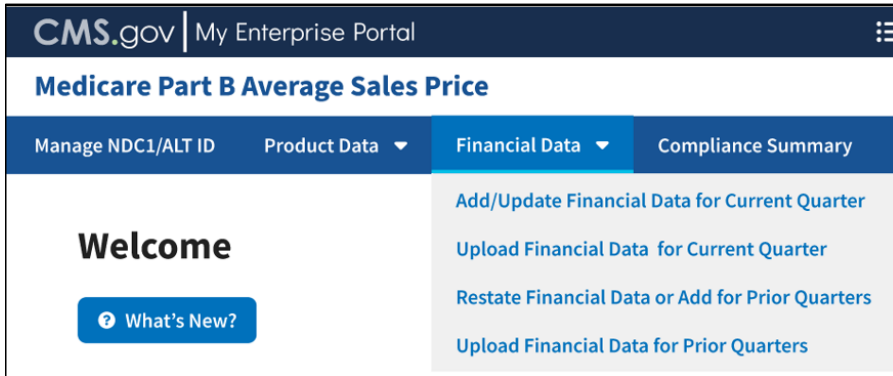 CMS.gov My Enterprise Portal
Medicare Part B Average Sales Price
Manage NDC1/ALT ID Product Data Financial Data Compliance Summary
Add/Update Financial Data for Current Quarter
Welcome
Upload Financial Data for Current Quarter
Restate Financial Data or Add for Prior Quarters
? What's New?
Upload Financial Data for Prior Quarters